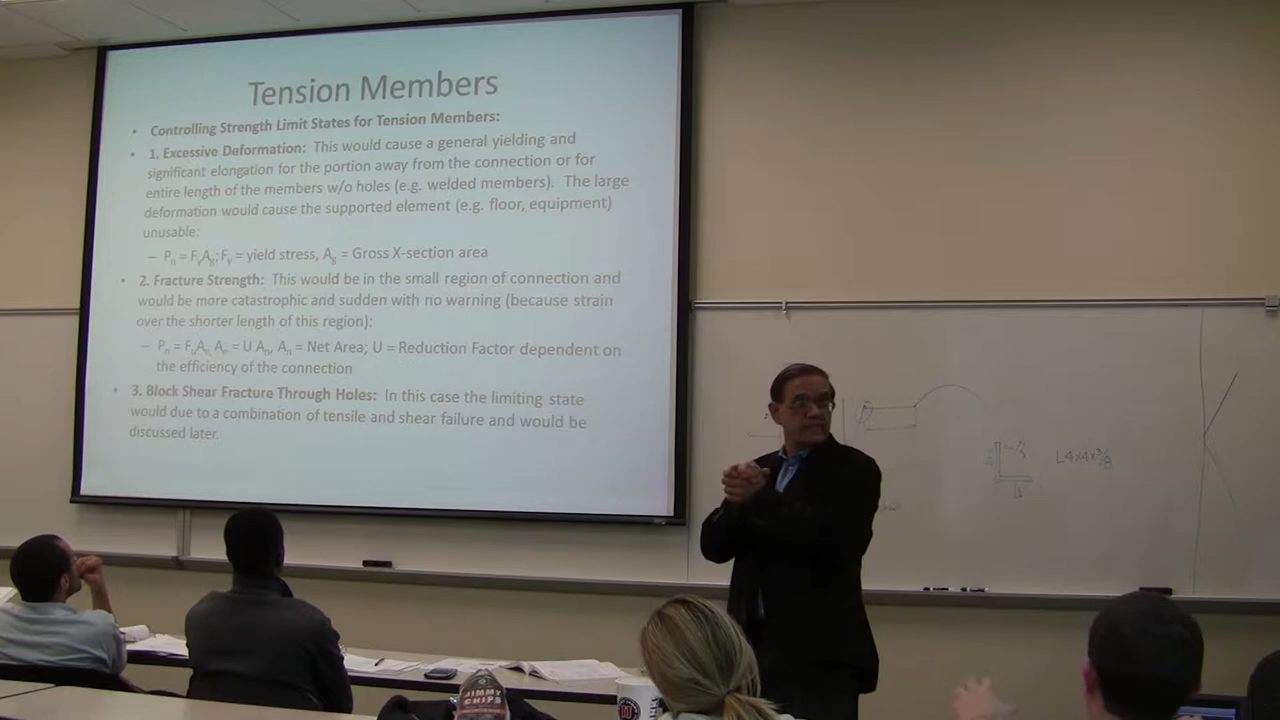 Tension Members
• Controlling Strength Limit States for Tension Members:
• 1. Excessive Deformation: This would cause a general yielding and
significant elongation for the portion away from the connection or for
entire length of the members w/o holes (e.g. welded members). The large
deformation would cause the supported element (e.g. floor, equipment)
unusable:
– Pn = FyAg; Fy = yield stress, Ag = Gross X-section area
• 2. Fracture Strength: This would be in the small region of connection and
would be more catastrophic and sudden with no warning (because strain
over the shorter length of this region):
– Pn = FuAe, Ae = U An, An = Net Area; U = Reduction Factor dependent on
the efficiency of the connection
• 3. Block Shear Fracture Through Holes: In this case the limiting state
would due to a combination of tensile and shear failure and would be
discussed later.
L4x4x3/8
JIMMY
CHIPS